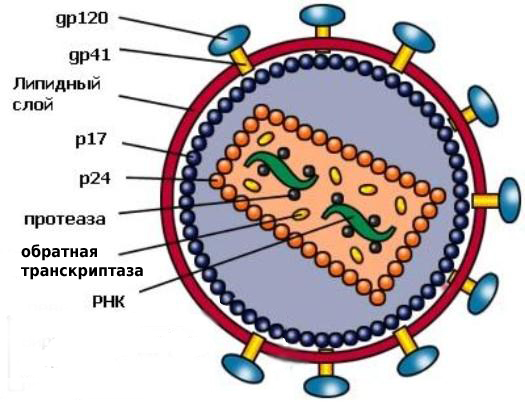 gp120
gp41
Липидный
слой
p17
p24
протеаза
обратная
транскриптаза
РНК